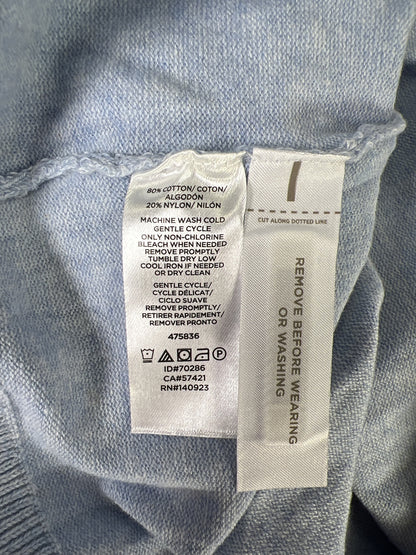 80% COTTON/ COTON/
ALGODÓN
20% NYLON/ NILÓN
MACHINE WASH COLD
GENTLE CYCLE
ONLY NON-CHLORINE
BLEACH WHEN NEEDED
REMOVE PROMPTLY
TUMBLE DRY LOW
COOL IRON IF NEEDED
OR DRY CLEAN
GENTLE CYCLE/
CYCLE DÉLICAT/
CICLO SUAVE
REMOVE PROMPTLY/
RETIRER RAPIDEMENT/
REMOVER PRONTO
475836
ID#70286
CA#57421
RN#140923
CUT ALONG DOTTED LINE
REMOVE BEFORE WEARING
OR WASHING